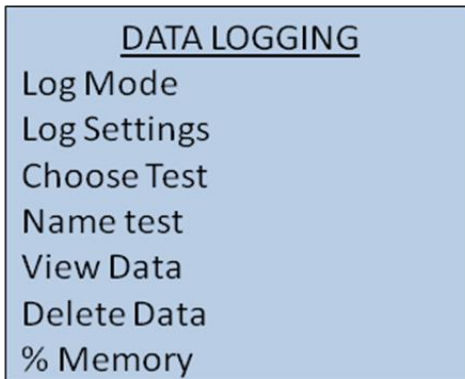 DATA LOGGING
Log Mode
Log Settings
Choose Test
Name test
View Data
Delete Data
% Memory